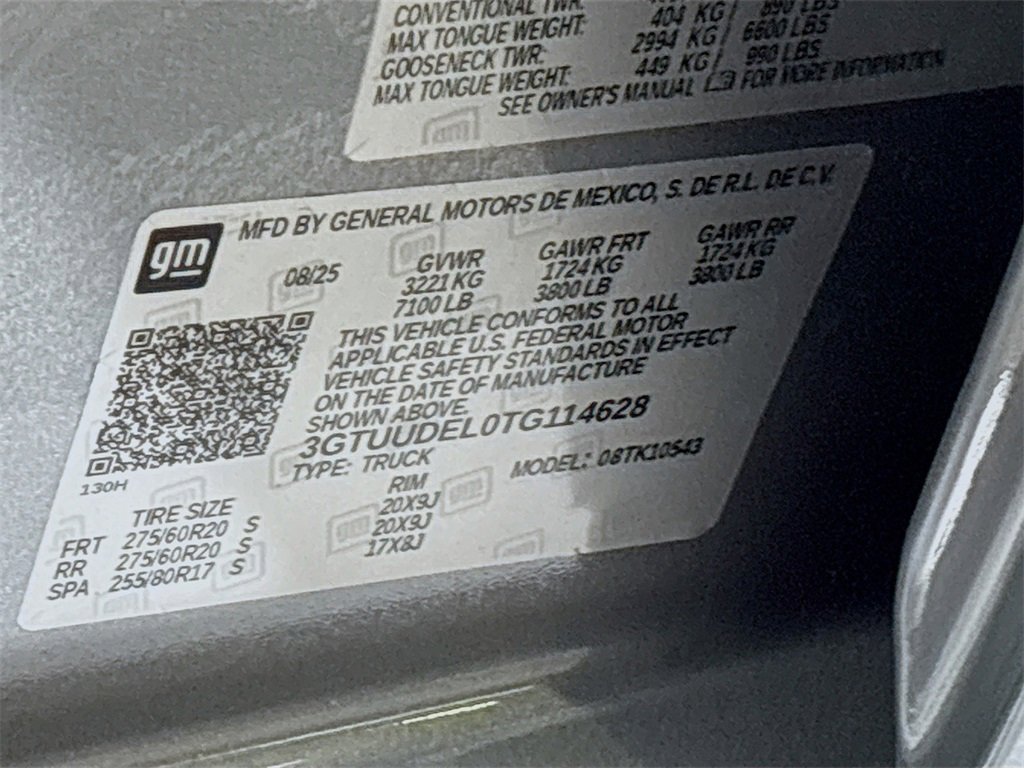 CONVENTIONAL TWR:
MAX TONGUE WEIGHT: 404 KG / 890 LBS
GOOSENECK TWR: 2994 KG / 6600 LBS
MAX TONGUE WEIGHT: 449 KG / 990 LBS
SEE OWNER'S MANUAL FOR MORE INFORMATION
gm
MFD BY GENERAL MOTORS DE MEXICO, S. DE R.L. DE C.V.
08/25 GVWR GAWR FRT GAWR RR
3221 KG 1724 KG 1724 KG
7100 LB 3800 LB 3800 LB
THIS VEHICLE CONFORMS TO ALL
APPLICABLE U.S. FEDERAL MOTOR
VEHICLE SAFETY STANDARDS IN EFFECT
ON THE DATE OF MANUFACTURE
SHOWN ABOVE.
3GTUUDEL0TG114628
TYPE: TRUCK MODEL: 08TK10543
130H
TIRE SIZE RIM
FRT 275/60R20 S 20X9J
RR 275/60R20 S 20X9J
SPA 255/80R17 S 17X8J